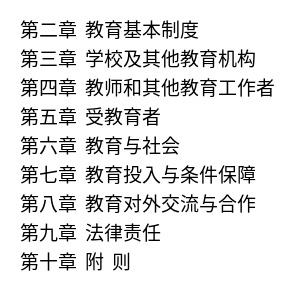 第二章 教育基本制度
第三章 学校及其他教育机构
第四章 教师和其他教育工作者
第五章 受教育者
第六章 教育与社会
第七章 教育投入与条件保障
第八章 教育对外交流与合作
第九章 法律责任
第十章 附 则